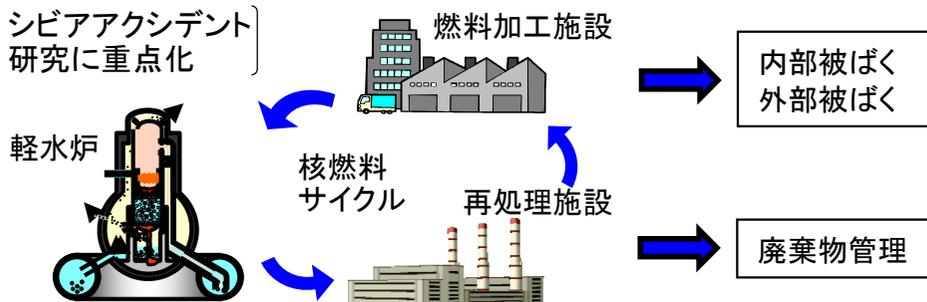 シビアアクシデント
研究に重点化
燃料加工施設
内部被ばく
外部被ばく
軽水炉
核燃料
サイクル
再処理施設
廃棄物管理